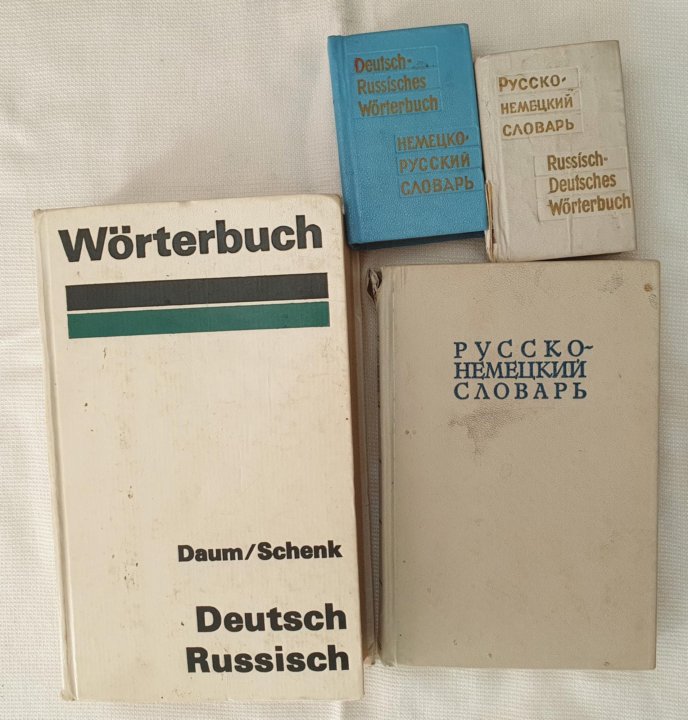 Deutsch-
Russisches
Wörterbuch
НЕМЕЦКО-
РУССКИЙ
СЛОВАРЬ
РУССКО-
НЕМЕЦКИЙ
СЛОВАРЬ
Russisch-
Deutsches
Wörterbuch
Wörterbuch
Daum/Schenk
Deutsch
Russisch
РУССКО-
НЕМЕЦКИЙ
СЛОВАРЬ